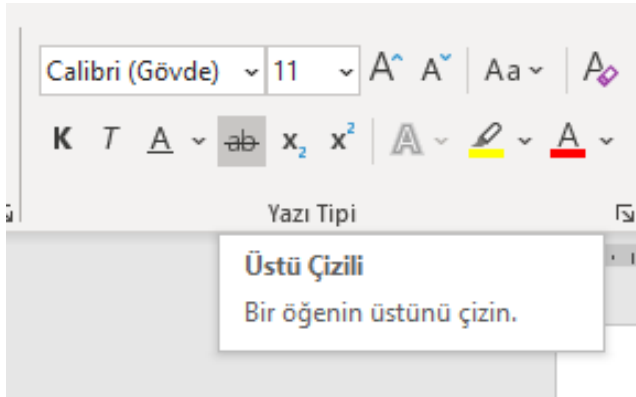 Calibri (Gövde) 11 A A Aa A
K T A ab x2 x2 A A
Yazı Tipi
Üstü Çizili
Bir öğenin üstünü çizin.